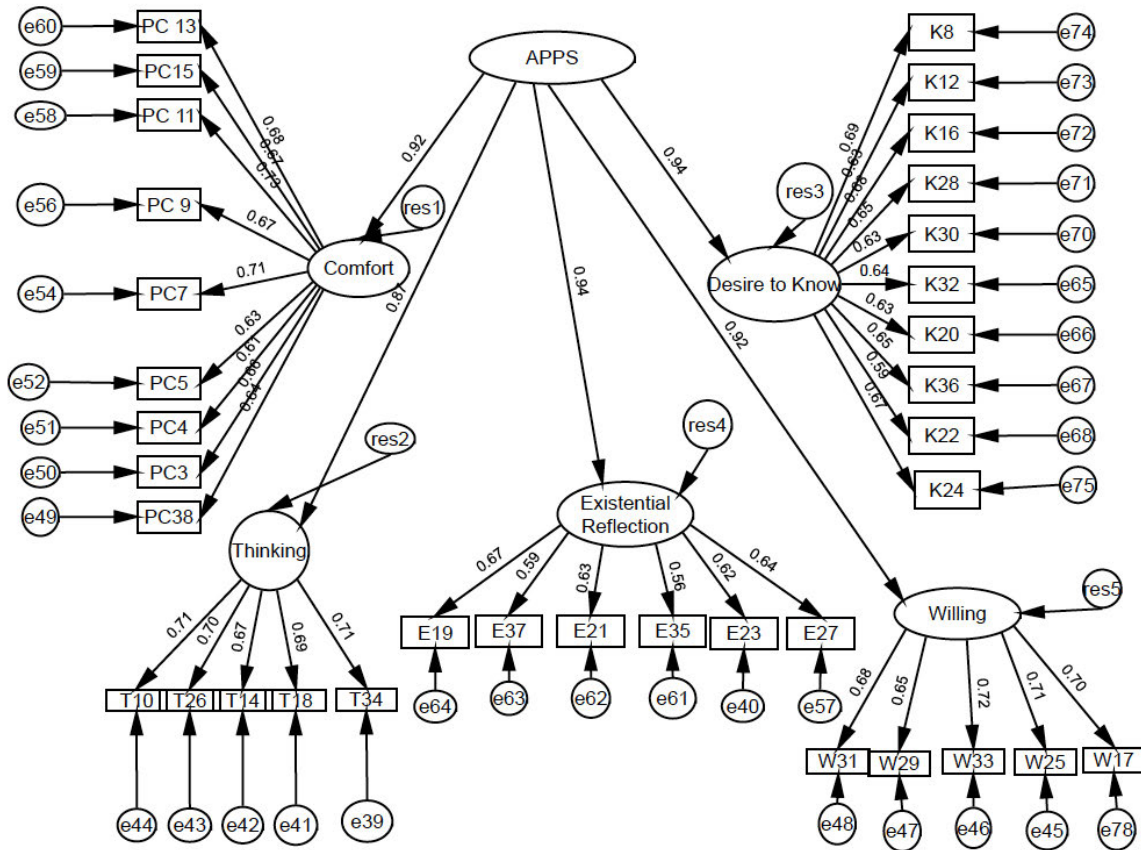 e60
PC 13
e59
PC15
e58
PC 11
e56
PC 9
e54
PC7
e52
PC5
e51
PC4
e50
PC3
e49
PC38
0.68
0.67
0.73
0.67
0.71
0.63
0.61
0.66
0.64
Comfort
res1
APPS
0.92
0.87
0.94
0.92
0.94
res3
Desire to Know
0.69
0.63
0.68
0.65
0.63
0.64
0.63
0.65
0.59
0.67
K8
e74
K12
e73
K16
e72
K28
e71
K30
e70
K32
e65
K20
e66
K36
e67
K22
e68
K24
e75
res2
Thinking
0.71
0.70
0.67
0.69
0.71
T10
T26
T14
T18
T34
e44
e43
e42
e41
e39
res4
Existential
Reflection
0.67
0.59
0.63
0.56
0.62
0.64
E19
E37
E21
E35
E23
E27
e64
e63
e62
e61
e40
e57
res5
Willing
0.68
0.65
0.72
0.71
0.70
W31
W29
W33
W25
W17
e48
e47
e46
e45
e78